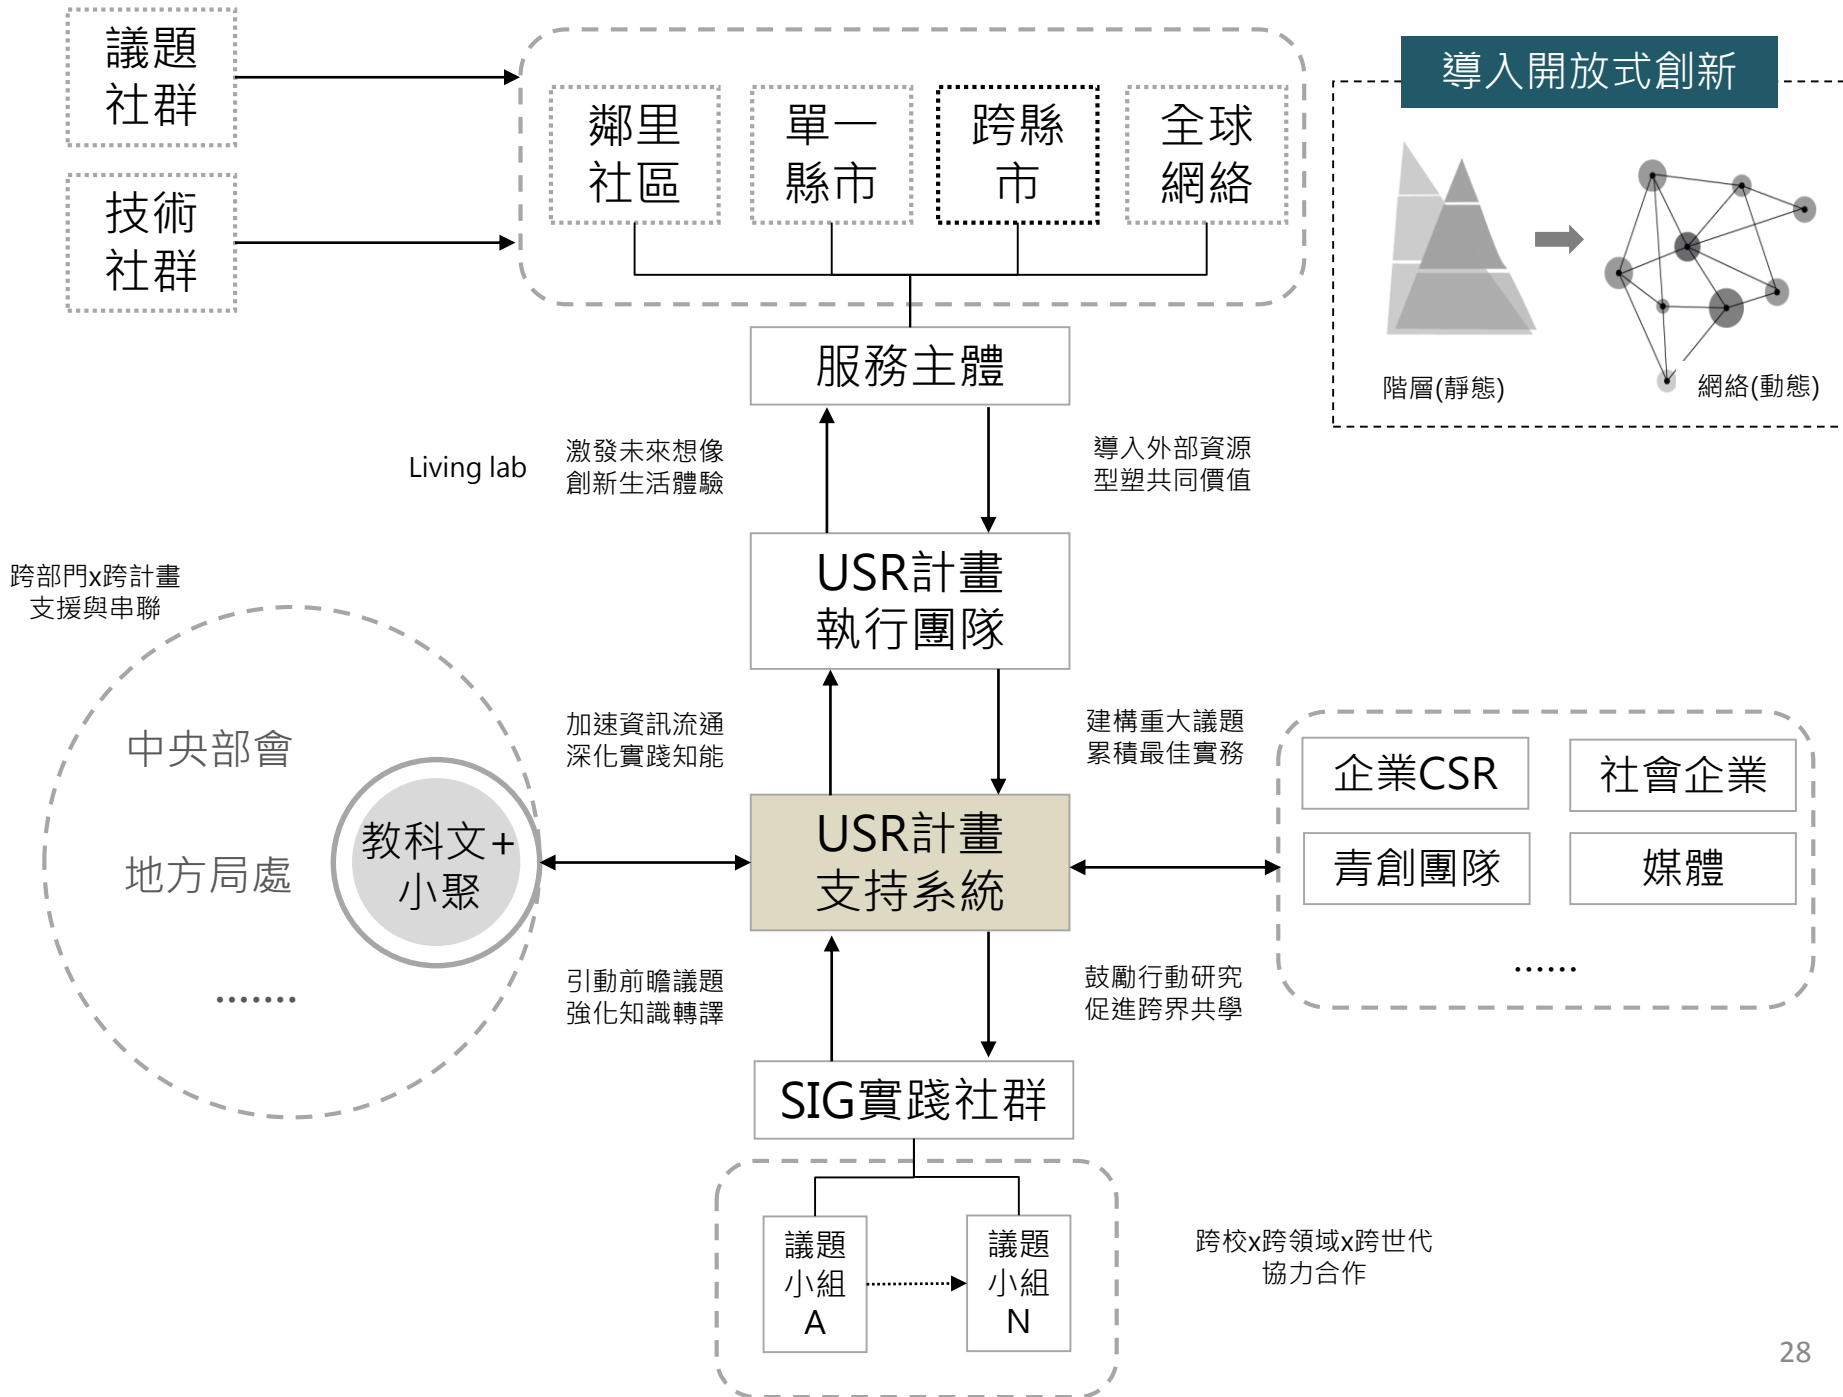 議題
社群
技術
社群
鄰里
社區
單一
縣市
跨縣
市
全球
網絡
導入開放式創新
階層(靜態)
網絡(動態)
服務主體
Living lab
激發未來想像
創新生活體驗
導入外部資源
型塑共同價值
USR計畫
執行團隊
跨部門x跨計畫
支援與串聯
中央部會
地方局處
.......
教科文+
小聚
加速資訊流通
深化實踐知能
建構重大議題
累積最佳實務
USR計畫
支持系統
企業CSR
社會企業
青創團隊
媒體
......
引動前瞻議題
強化知識轉譯
鼓勵行動研究
促進跨界共學
SIG實踐社群
議題
小組
A
議題
小組
N
跨校x跨領域x跨世代
協力合作
28